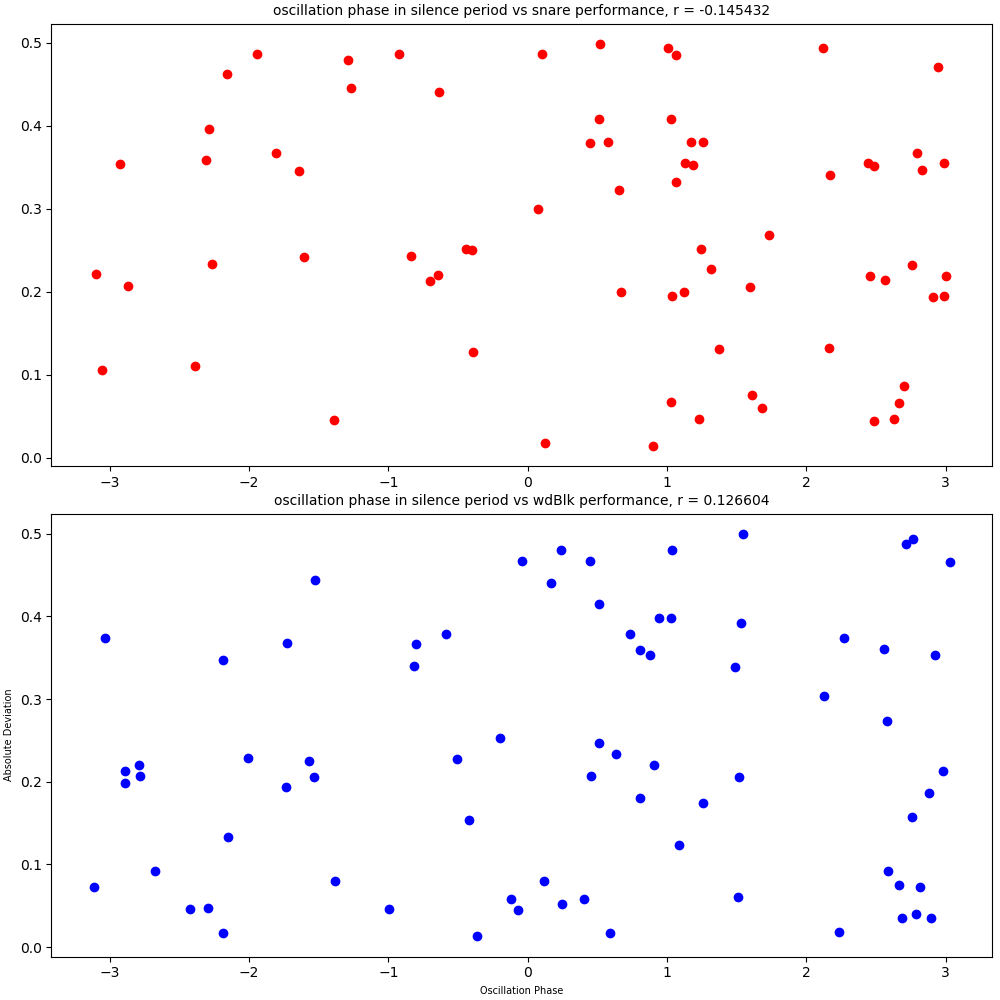 oscillation phase in silence period vs snare performance, r = -0.145432
0.5
0.4
0.3
0.2
0.1
0.0
−3 −2 −1 0 1 2 3
oscillation phase in silence period vs wdBlk performance, r = 0.126604
Absolute Deviation
0.5
0.4
0.3
0.2
0.1
0.0
−3 −2 −1 0 1 2 3
Oscillation Phase